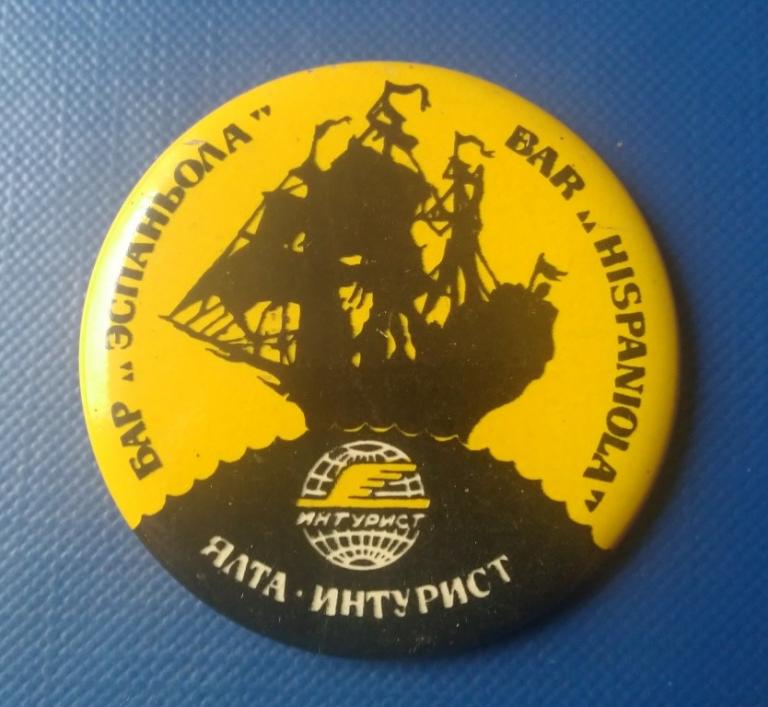 БАР „ЭСПАНЬОЛА”
BAR „HISPANIOLA”
ИНТУРИСТ
ЯЛТА · ИНТУРИСТ